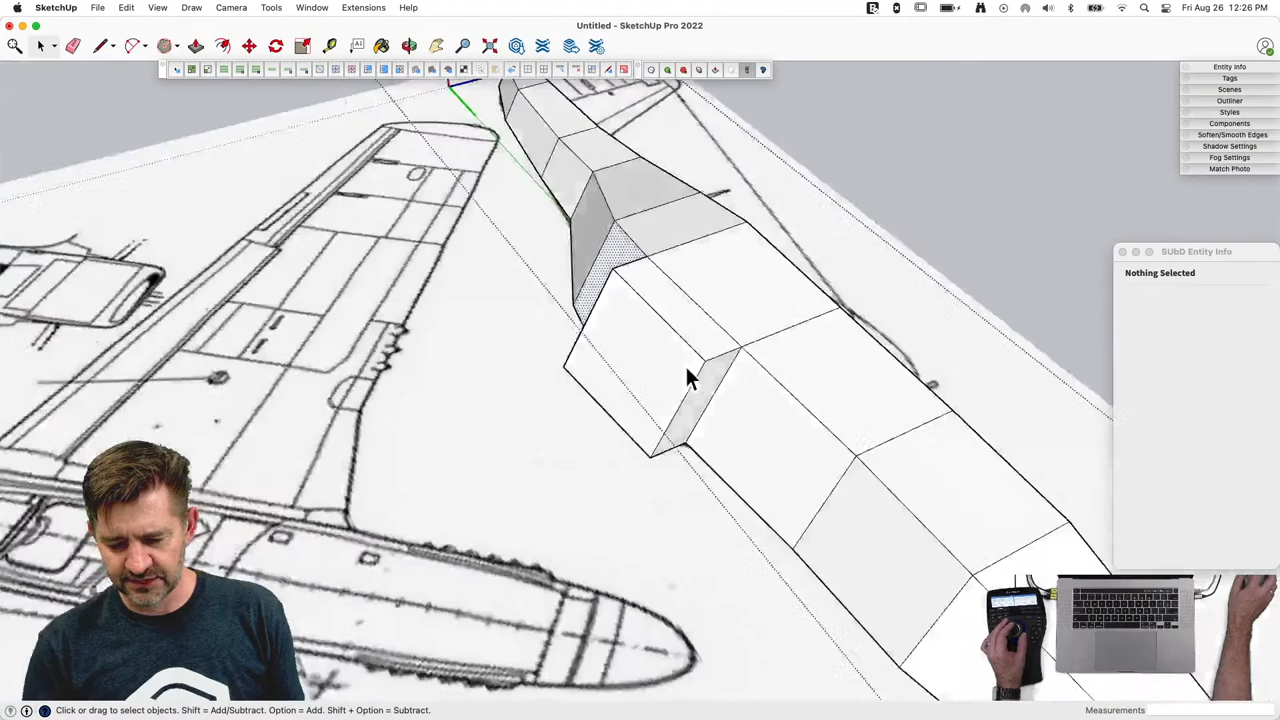 SketchUp File Edit View Draw Camera Tools Window Extensions Help Fri Aug 26 12:26 PM
Untitled - SketchUp Pro 2022
A1
Entity Info
Tags
Scenes
Outliner
Styles
Components
Soften/Smooth Edges
Shadow Settings
Fog Settings
Match Photo
SUbD Entity Info
Nothing Selected
Click or drag to select objects. Shift = Add/Subtract. Option = Add. Shift + Option = Subtract.
Measurements